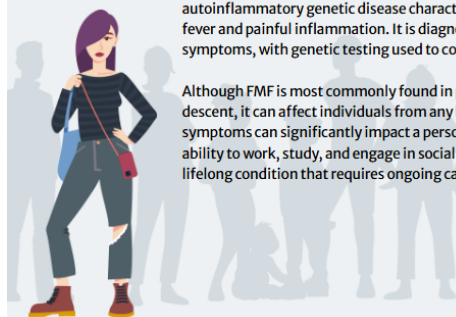 autoinflammatory genetic disease charact
fever and painful inflammation. It is diagn
symptoms, with genetic testing used to co
Although FMF is most commonly found in
descent, it can affect individuals from any
symptoms can significantly impact a perso
ability to work, study, and engage in social
lifelong condition that requires ongoing ca